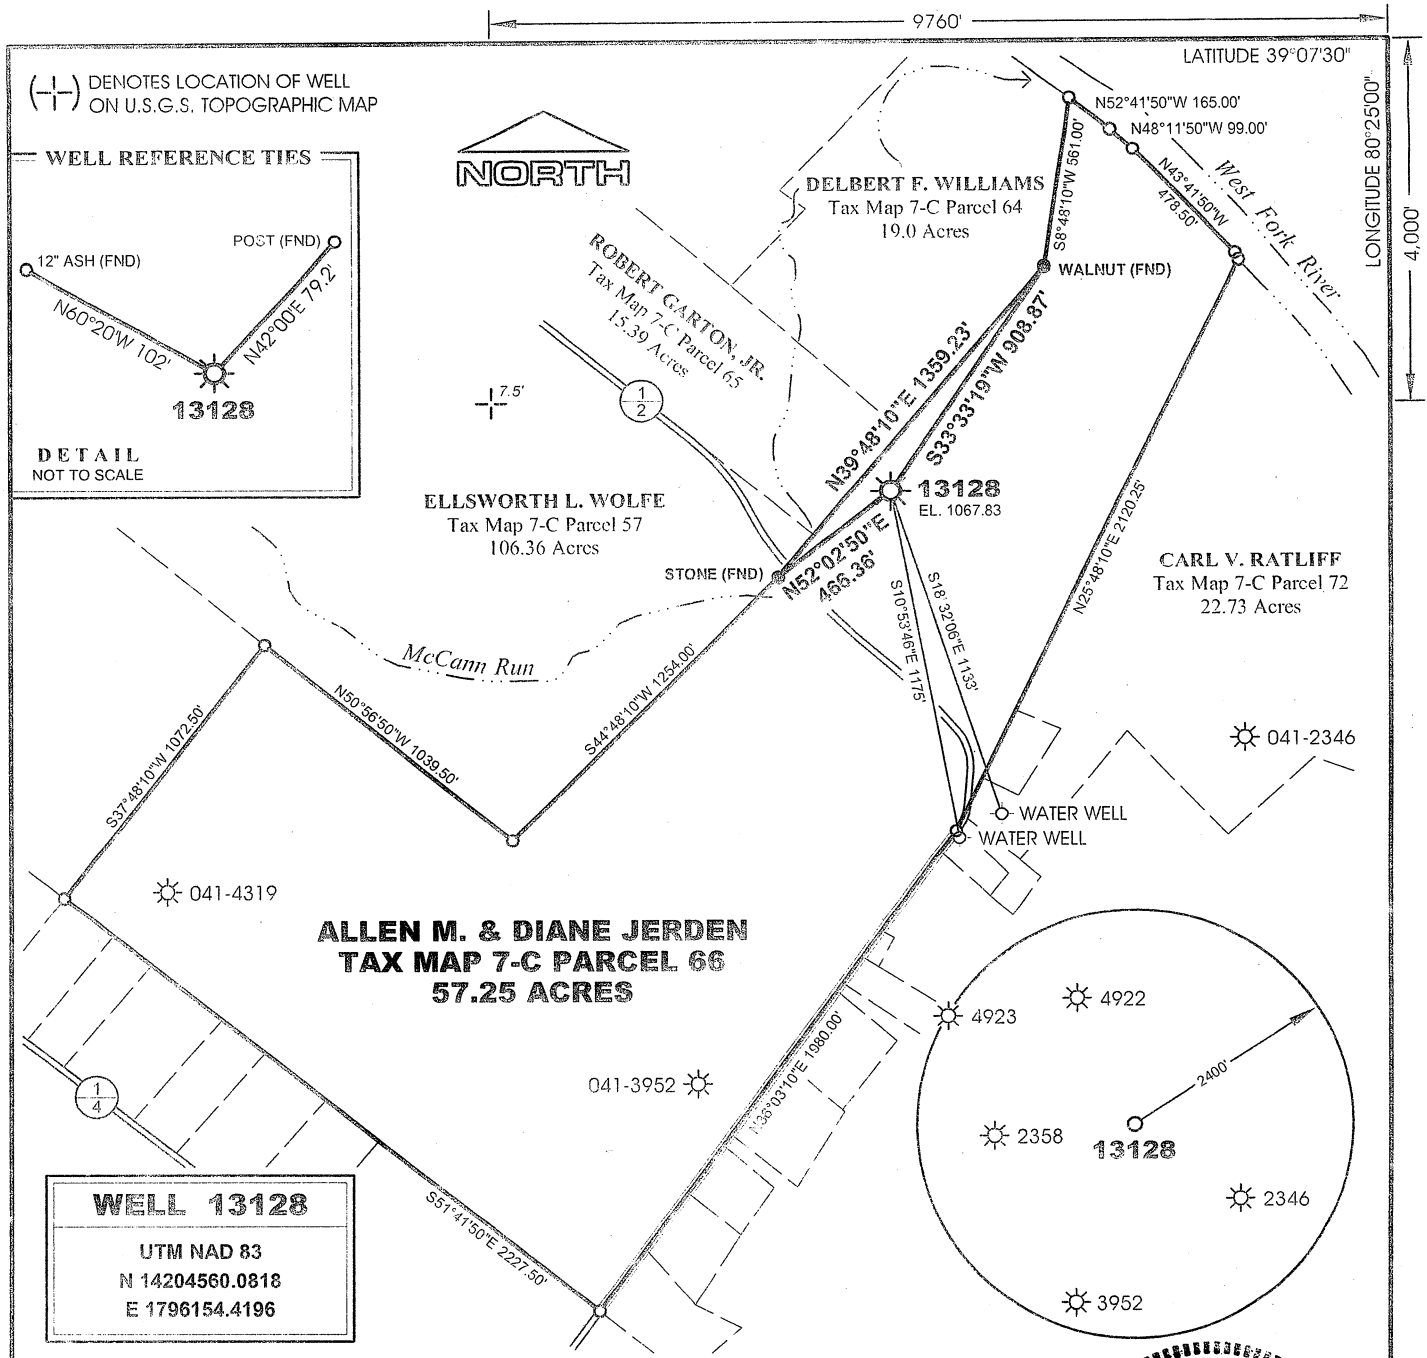 9760'
LATITUDE 39°07'30"
LONGITUDE 80°25'00"
4,000'
(-¦-) DENOTES LOCATION OF WELL
ON U.S.G.S. TOPOGRAPHIC MAP
WELL REFERENCE TIES
POST (FND)
12" ASH (FND)
N60°20'W 102'
N42°00'E 79.2'
13128
DETAIL
NOT TO SCALE
NORTH
N52°41'50"W 165.00'
N48°11'50"W 99.00'
N43°41'50"W
478.50'
West Fork River
S8°48'10"W 561.00'
DELBERT F. WILLIAMS
Tax Map 7-C Parcel 64
19.0 Acres
WALNUT (FND)
ROBERT GARTON, JR.
Tax Map 7-C Parcel 65
15.39 Acres
7.5'
1
2
N39°48'10"E 1359.23'
S33°33'19"W 908.87'
13128
EL. 1067.83
ELLSWORTH L. WOLFE
Tax Map 7-C Parcel 57
106.36 Acres
STONE (FND)
N52°02'50"E
466.36'
S10°53'46"E 1175'
S18°32'06"E 1133'
N25°48'10"E 2120.25'
CARL V. RATLIFF
Tax Map 7-C Parcel 72
22.73 Acres
McCann Run
S44°48'10"W 1254.00'
N50°56'50"W 1039.50'
S37°48'10"W 1072.50'
041-2346
WATER WELL
WATER WELL
041-4319
ALLEN M. & DIANE JERDEN
TAX MAP 7-C PARCEL 66
57.25 ACRES
041-3952
N36°03'10"E 1980.00'
1
4
S51°41'50"E 2227.50'
4922
4923
2400'
2358
13128
2346
3952
WELL 13128
UTM NAD 83
N 14204560.0818
E 1796154.4196